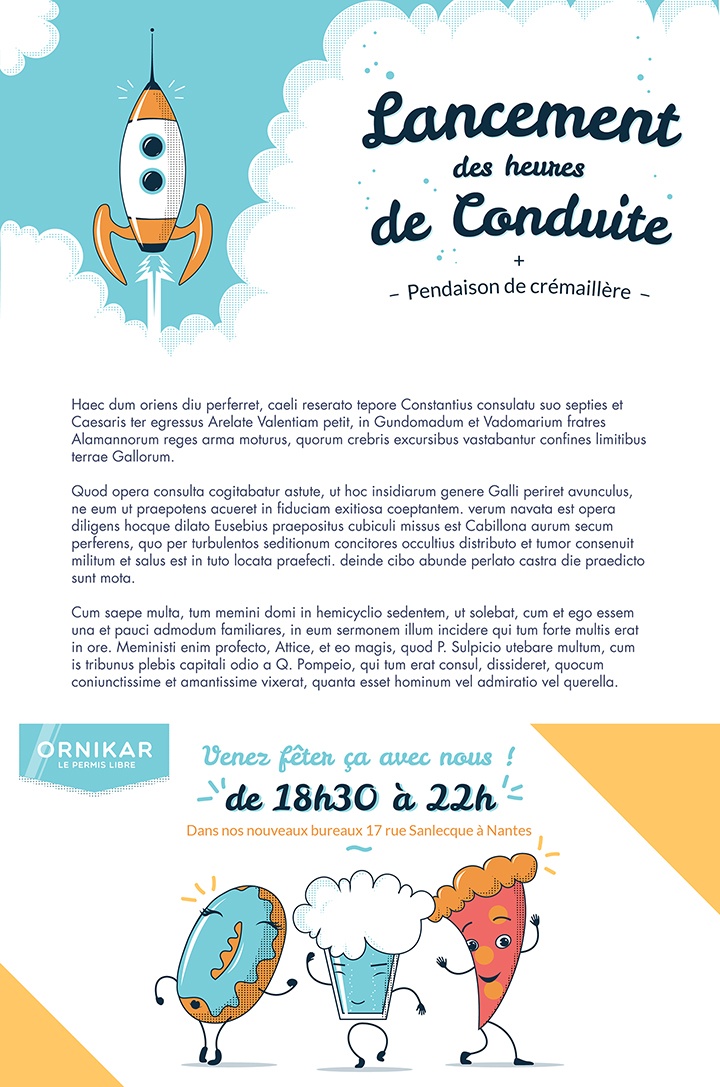 Lancement
des heures
de Conduite
+
– Pendaison de crémaillère –
Haec dum oriens diu perferret, caeli reserato tepore Constantius consulatu suo septies et
Caesaris ter egressus Arelate Valentiam petit, in Gundomadum et Vadomarium fratres
Alamannorum reges arma moturus, quorum crebris excursibus vastabantur confines limitibus
terrae Gallorum.
Quod opera consulta cogitabatur astute, ut hoc insidiarum genere Galli periret avunculus,
ne eum ut praepotens acueret in fiduciam exitiosa coeptantem. verum navata est opera
diligens hocque dilato Eusebius praepositus cubiculi missus est Cabillona aurum secum
perferens, quo per turbulentos seditionum concitores occultius distributo et tumor consenuit
militum et salus est in tuto locata praefecti. deinde cibo abunde perlato castra die praedicto
sunt mota.
Cum saepe multa, tum memini domi in hemicyclio sedentem, ut solebat, cum et ego essem
una et pauci admodum familiares, in eum sermonem illum incidere qui tum forte multis erat
in ore. Meministi enim profecto, Attice, et eo magis, quod P. Sulpicio utebare multum, cum
is tribunus plebis capitali odio a Q. Pompeio, qui tum erat consul, dissideret, quocum
coniunctissime et amantissime vixerat, quanta esset hominum vel admiratio vel querella.
ORNIKAR
LE PERMIS LIBRE
Venez fêter ça avec nous !
de 18h30 à 22h
Dans nos nouveaux bureaux 17 rue Sanlecque à Nantes